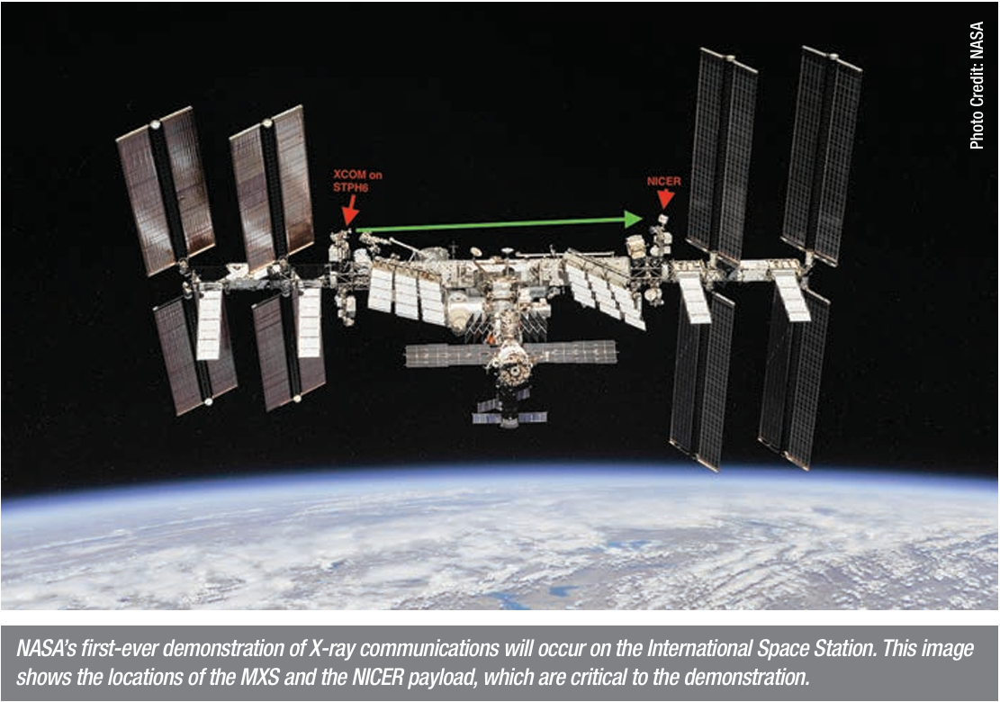 Photo Credit: NASA
XCOM on
STPH6
NICER
NASA's first-ever demonstration of X-ray communications will occur on the International Space Station. This image
shows the locations of the MXS and the NICER payload, which are critical to the demonstration.